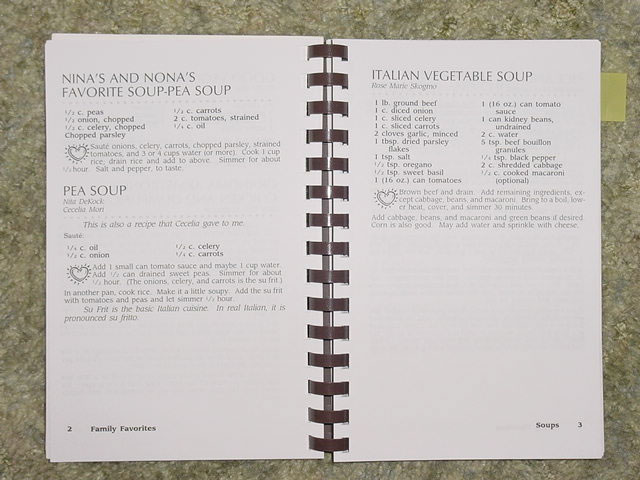 NINA'S AND NONA'S
FAVORITE SOUP-PEA SOUP
½ c. peas
½ onion, chopped
½ c. celery, chopped
Chopped parsley
½ c. carrots
2 c. tomatoes, strained
¼ c. oil
Sauté onions, celery, carrots, chopped parsley, strained
tomatoes, and 3 or 4 cups water (or more). Cook 1 cup
rice; drain rice and add to above. Simmer for about
½ hour. Salt and pepper, to taste.
PEA SOUP
Nita DeKock
Cecelia Mori
This is also a recipe that Cecelia gave to me.
Sauté:
¼ c. oil
½ c. onion
½ c. celery
¼ c. carrots
Add 1 small can tomato sauce and maybe 1 cup water.
Add ½ can drained sweet peas. Simmer for about
½ hour. (The onions, celery, and carrots is the su frit.)
In another pan, cook rice. Make it a little soupy. Add the su frit
with tomatoes and peas and let simmer ½ hour.
Su Frit is the basic Italian cuisine. In real Italian, it is
pronounced su fritto.
2 Family Favorites
ITALIAN VEGETABLE SOUP
Rose Marie Skogmo
1 lb. ground beef
1 c. diced onion
1 c. sliced celery
1 c. sliced carrots
2 cloves garlic, minced
1 tbsp. dried parsley
flakes
1 tsp. salt
½ tsp. oregano
½ tsp. sweet basil
1 (16 oz.) can tomatoes
1 (16 oz.) can tomato
sauce
1 can kidney beans,
undrained
2 c. water
5 tsp. beef bouillon
granules
¼ tsp. black pepper
2 c. shredded cabbage
½ c. cooked macaroni
(optional)
Brown beef and drain. Add remaining ingredients, ex-
cept cabbage, beans, and macaroni. Bring to a boil; low-
er heat, cover, and simmer 30 minutes.
Add cabbage, beans, and macaroni and green beans if desired.
Corn is also good. May add water and sprinkle with cheese.
Soups 3